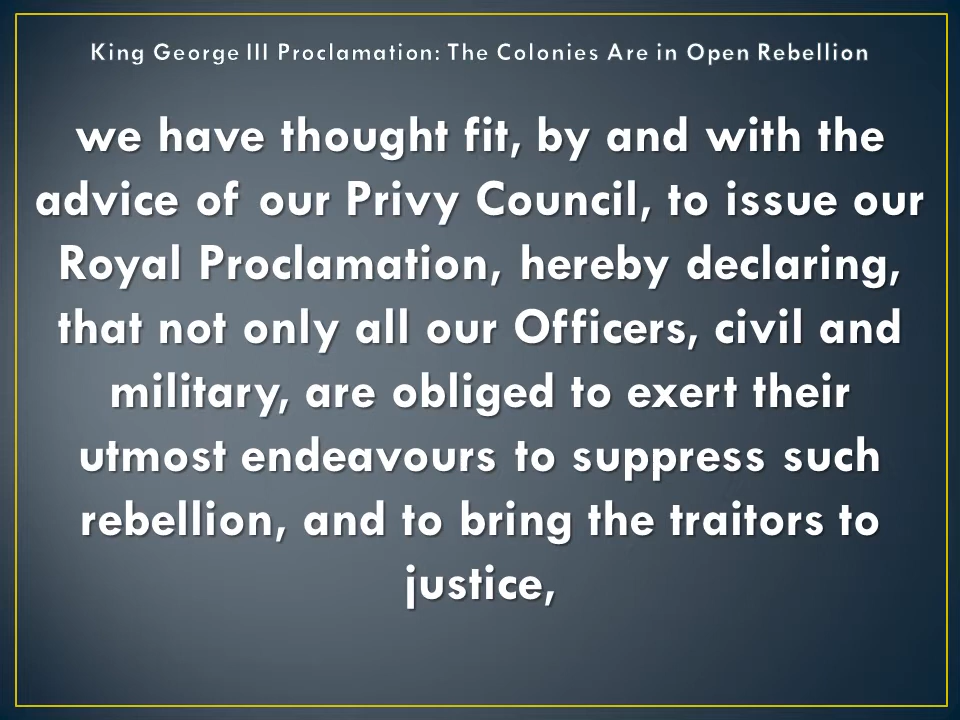 King George III Proclamation: The Colonies Are in Open Rebellion
we have thought fit, by and with the
advice of our Privy Council, to issue our
Royal Proclamation, hereby declaring,
that not only all our Officers, civil and
military, are obliged to exert their
utmost endeavours to suppress such
rebellion, and to bring the traitors to
justice,